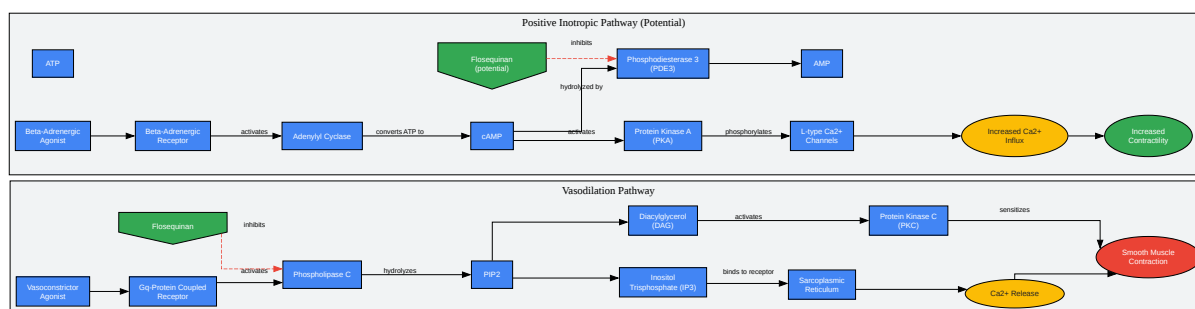 Positive Inotropic Pathway (Potential)
ATP
Flosequinan
(potential)
inhibits
Phosphodiesterase 3
(PDE3)
AMP
hydrolyzed by
Beta-Adrenergic
Agonist
Beta-Adrenergic
Receptor
activates
Adenylyl Cyclase
converts ATP to
cAMP
activates
Protein Kinase A
(PKA)
phosphorylates
L-type Ca2+
Channels
Increased Ca2+
Influx
Increased
Contractility
Vasodilation Pathway
Flosequinan
inhibits
Diacylglycerol
(DAG)
activates
Protein Kinase C
(PKC)
sensitizes
Smooth Muscle
Contraction
Vasoconstrictor
Agonist
Gq-Protein Coupled
Receptor
activates
Phospholipase C
hydrolyzes
PIP2
Inositol
Trisphosphate (IP3)
binds to receptor
Sarcoplasmic
Reticulum
Ca2+ Release